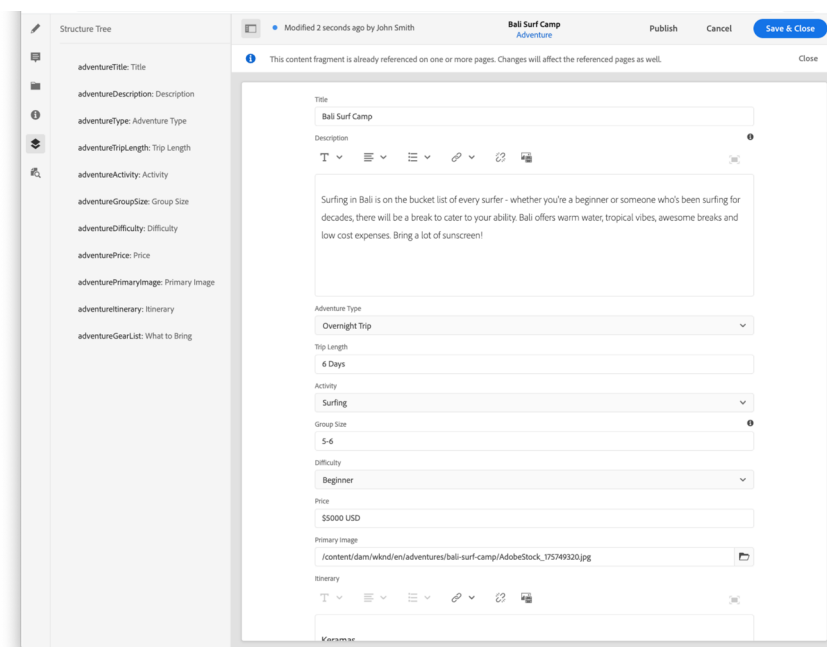 Structure Tree
Modified 2 seconds ago by John Smith
Bali Surf Camp
Adventure
Publish
Cancel
Save & Close
This content fragment is already referenced on one or more pages. Changes will affect the referenced pages as well.
Close
adventureTitle: Title
adventureDescription: Description
adventureType: Adventure Type
adventureTripLength: Trip Length
adventureActivity: Activity
adventureGroupSize: Group Size
adventureDifficulty: Difficulty
adventurePrice: Price
adventurePrimaryImage: Primary Image
adventureItinerary: Itinerary
adventureGearList: What to Bring
Title
Bali Surf Camp
Description
Surfing in Bali is on the bucket list of every surfer - whether you're a beginner or someone who's been surfing for
decades, there will be a break to cater to your ability. Bali offers warm water, tropical vibes, awesome breaks and
low cost expenses. Bring a lot of sunscreen!
Adventure Type
Overnight Trip
Trip Length
6 Days
Activity
Surfing
Group Size
5-6
Difficulty
Beginner
Price
$5000 USD
Primary Image
/content/dam/wknd/en/adventures/bali-surf-camp/AdobeStock_175749320.jpg
Itinerary
Keramas